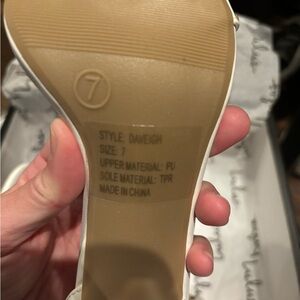 7
STYLE: DAVEIGH
SIZE: 7
UPPER MATERIAL: PU
SOLE MATERIAL: TPR
MADE IN CHINA